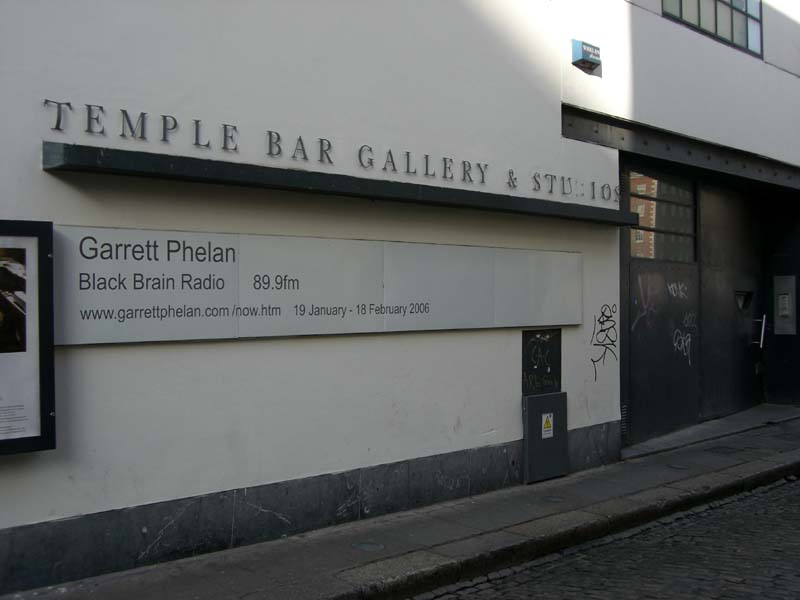 TEMPLE BAR GALLERY & STUDIOS
Garrett Phelan
Black Brain Radio 89.9fm
www.garrettphelan.com/now.htm 19 January - 18 February 2006